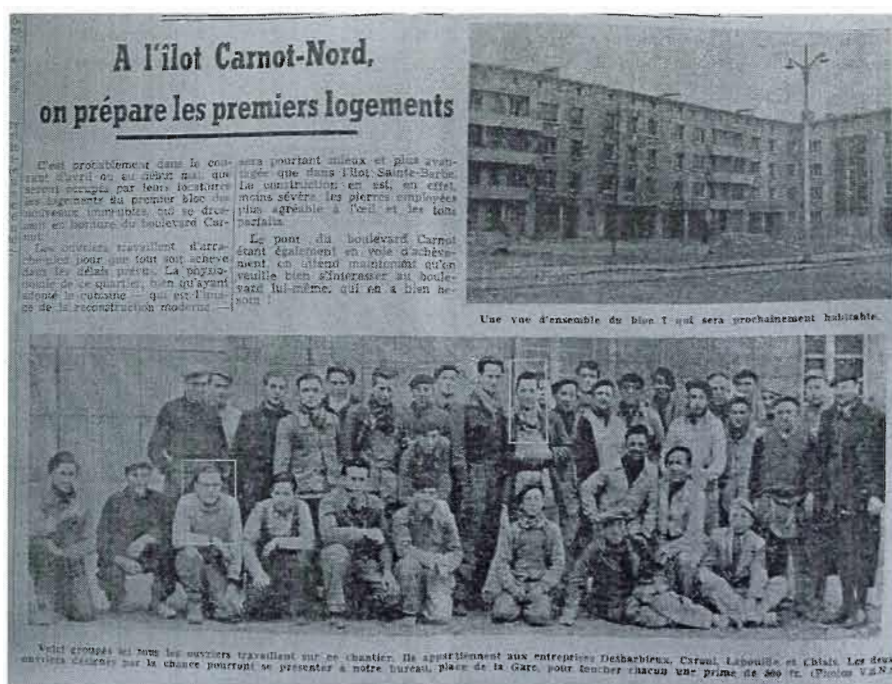 A l'îlot Carnot-Nord,
on prépare les premiers logements
C'est probablement dans le cou-
rant d'avril ou au début mai, que
seront occupés par leurs locataires
les logements du premier bloc des
nouveaux immeubles, qui se dres-
sent en bordure du boulevard Car-
not.
Les ouvriers travaillent d'arra-
che-pied pour que tout soit achevé
dans les délais prévus. La physio-
nomie de ce quartier, bien qu'ayant
adopté le cubisme — qui est l'ima-
ge de la reconstruction moderne —
sera pourtant mieux et plus avan-
tagée que dans l'îlot Sainte-Barbe.
La construction en est, en effet,
moins sévère, les pierres employées
plus agréable à l'œil et les tons
parfaits.
Le pont du boulevard Carnot
étant également en voie d'achève-
ment, on attend maintenant qu'on
veuille bien s'intéresser au boule-
vard lui-même, qui en a bien be-
soin !
Une vue d'ensemble du bloc I qui sera prochainement habitable.
Voici groupés ici tous les ouvriers travaillant sur ce chantier. Ils appartiennent aux entreprises Desbarbieux, Caroni, Lapouille et Les deux
ouvriers désignés par la chance pourront se présenter à notre bureau, place de la Gare, pour toucher chacun une prime de 500 fr. (Photos